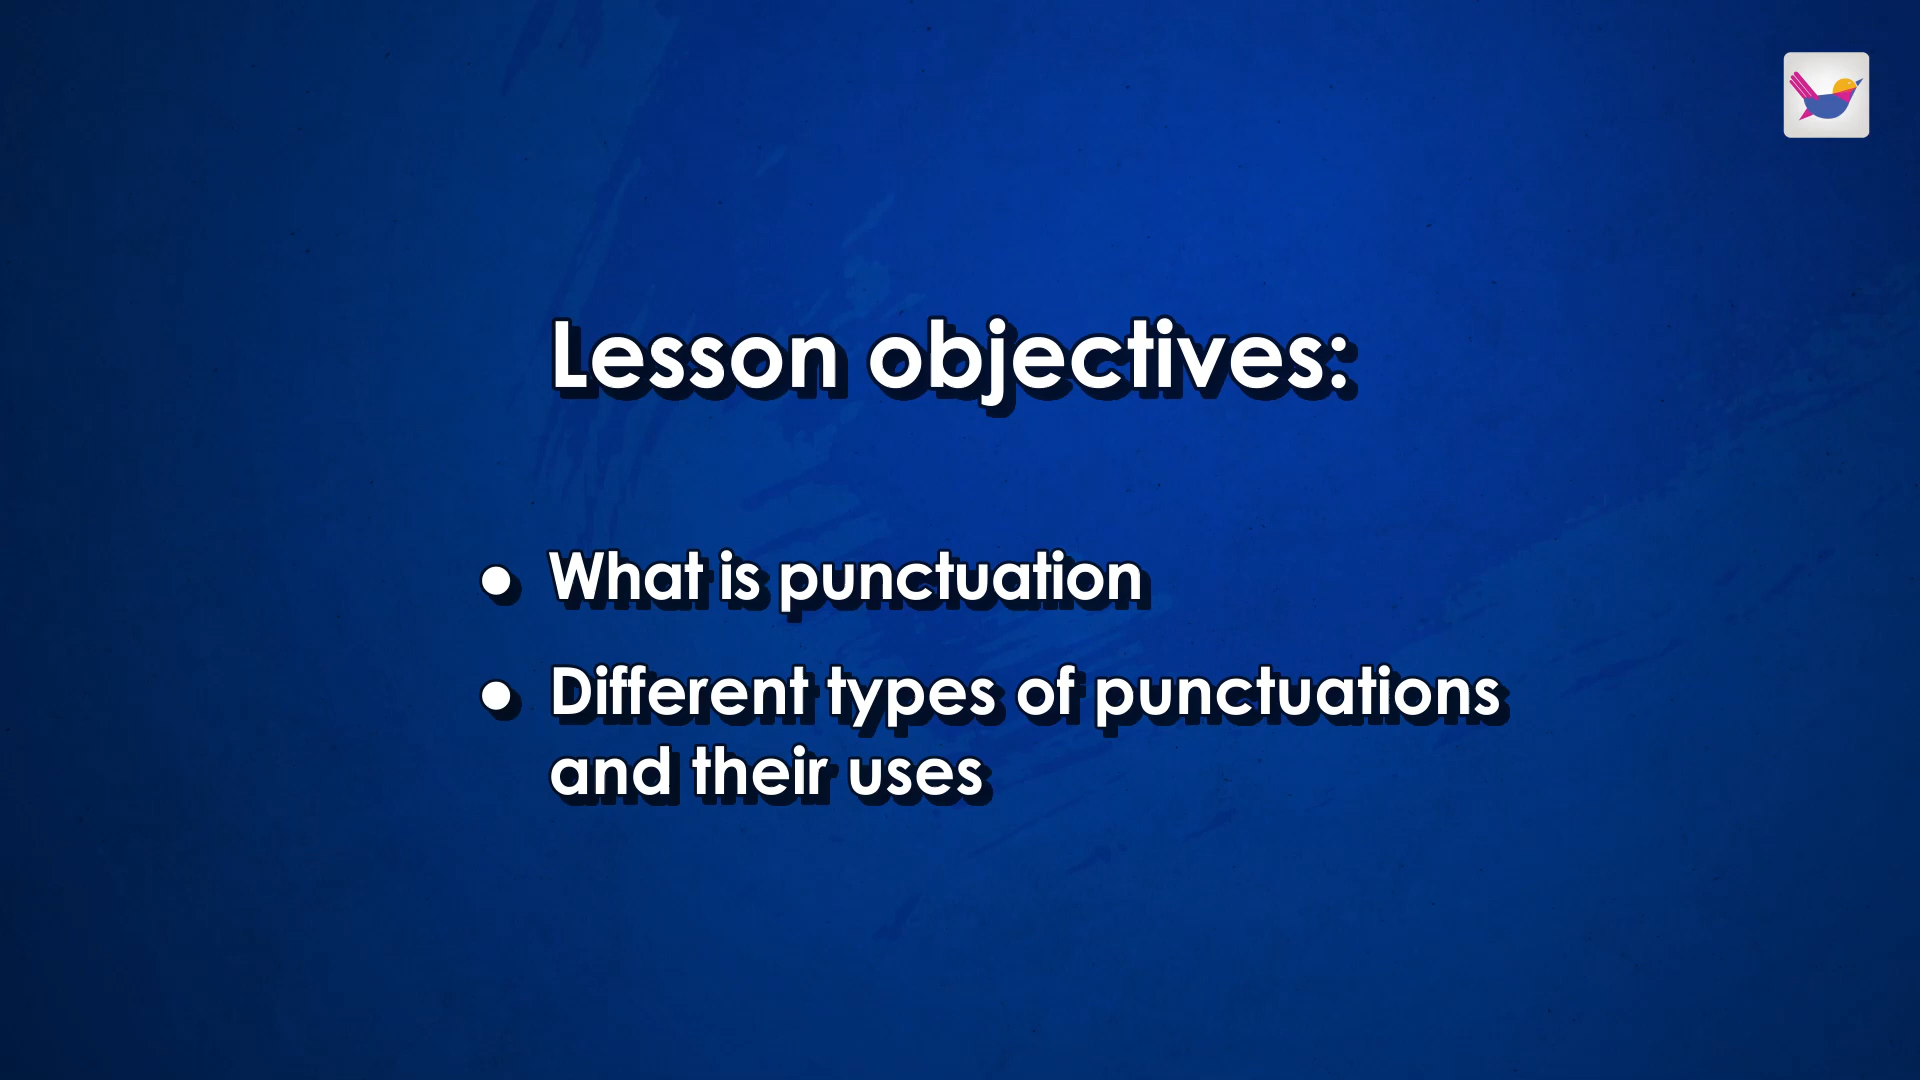 Lesson objectives:
• What is punctuation
• Different types of punctuations
and their uses